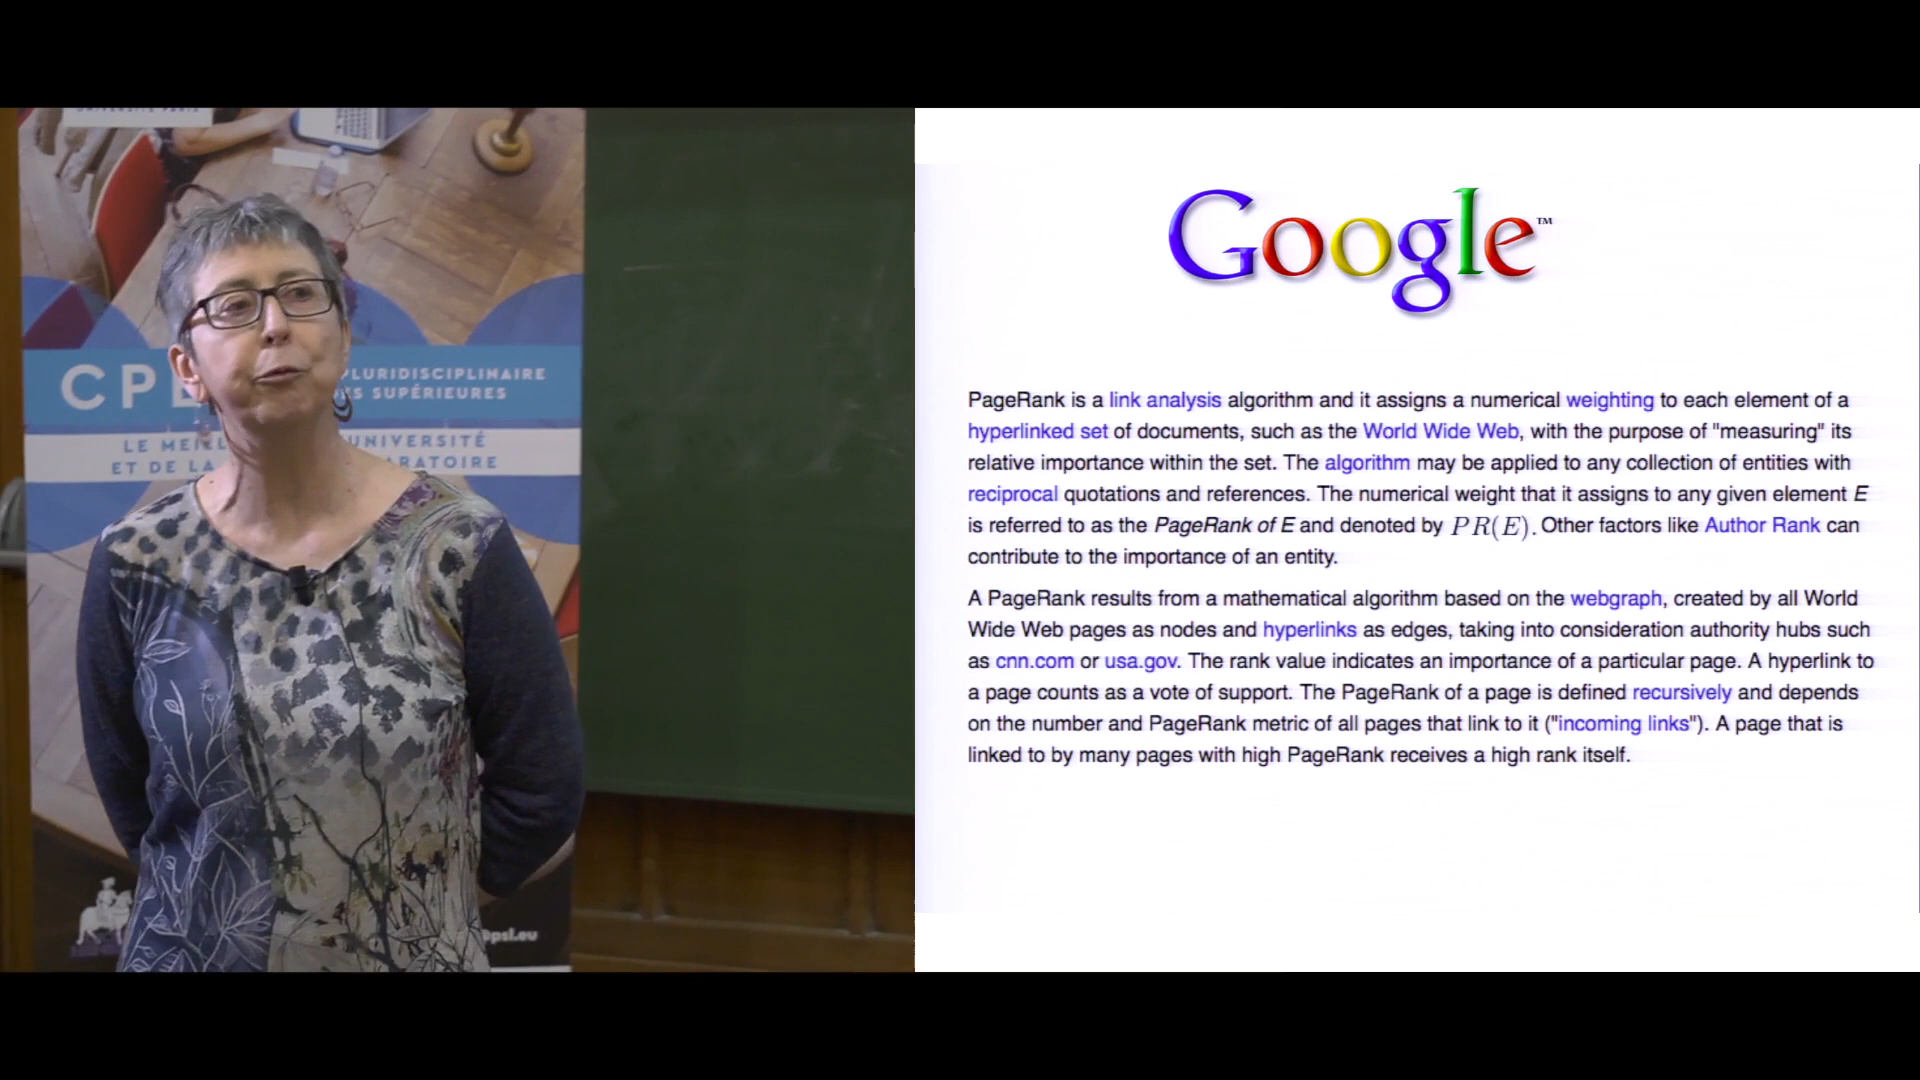 CPE
PLURIDISCIPLINAIRE
SUPÉRIEURES
LE
UNIVERSITÉ
ET DE LA
psl.eu
Google™
PageRank is a link analysis algorithm and it assigns a numerical weighting to each element of a
hyperlinked set of documents, such as the World Wide Web, with the purpose of "measuring" its
relative importance within the set. The algorithm may be applied to any collection of entities with
reciprocal quotations and references. The numerical weight that it assigns to any given element E
is referred to as the PageRank of E and denoted by PR(E). Other factors like Author Rank can
contribute to the importance of an entity.
A PageRank results from a mathematical algorithm based on the webgraph, created by all World
Wide Web pages as nodes and hyperlinks as edges, taking into consideration authority hubs such
as cnn.com or usa.gov. The rank value indicates an importance of a particular page. A hyperlink to
a page counts as a vote of support. The PageRank of a page is defined recursively and depends
on the number and PageRank metric of all pages that link to it ("incoming links"). A page that is
linked to by many pages with high PageRank receives a high rank itself.